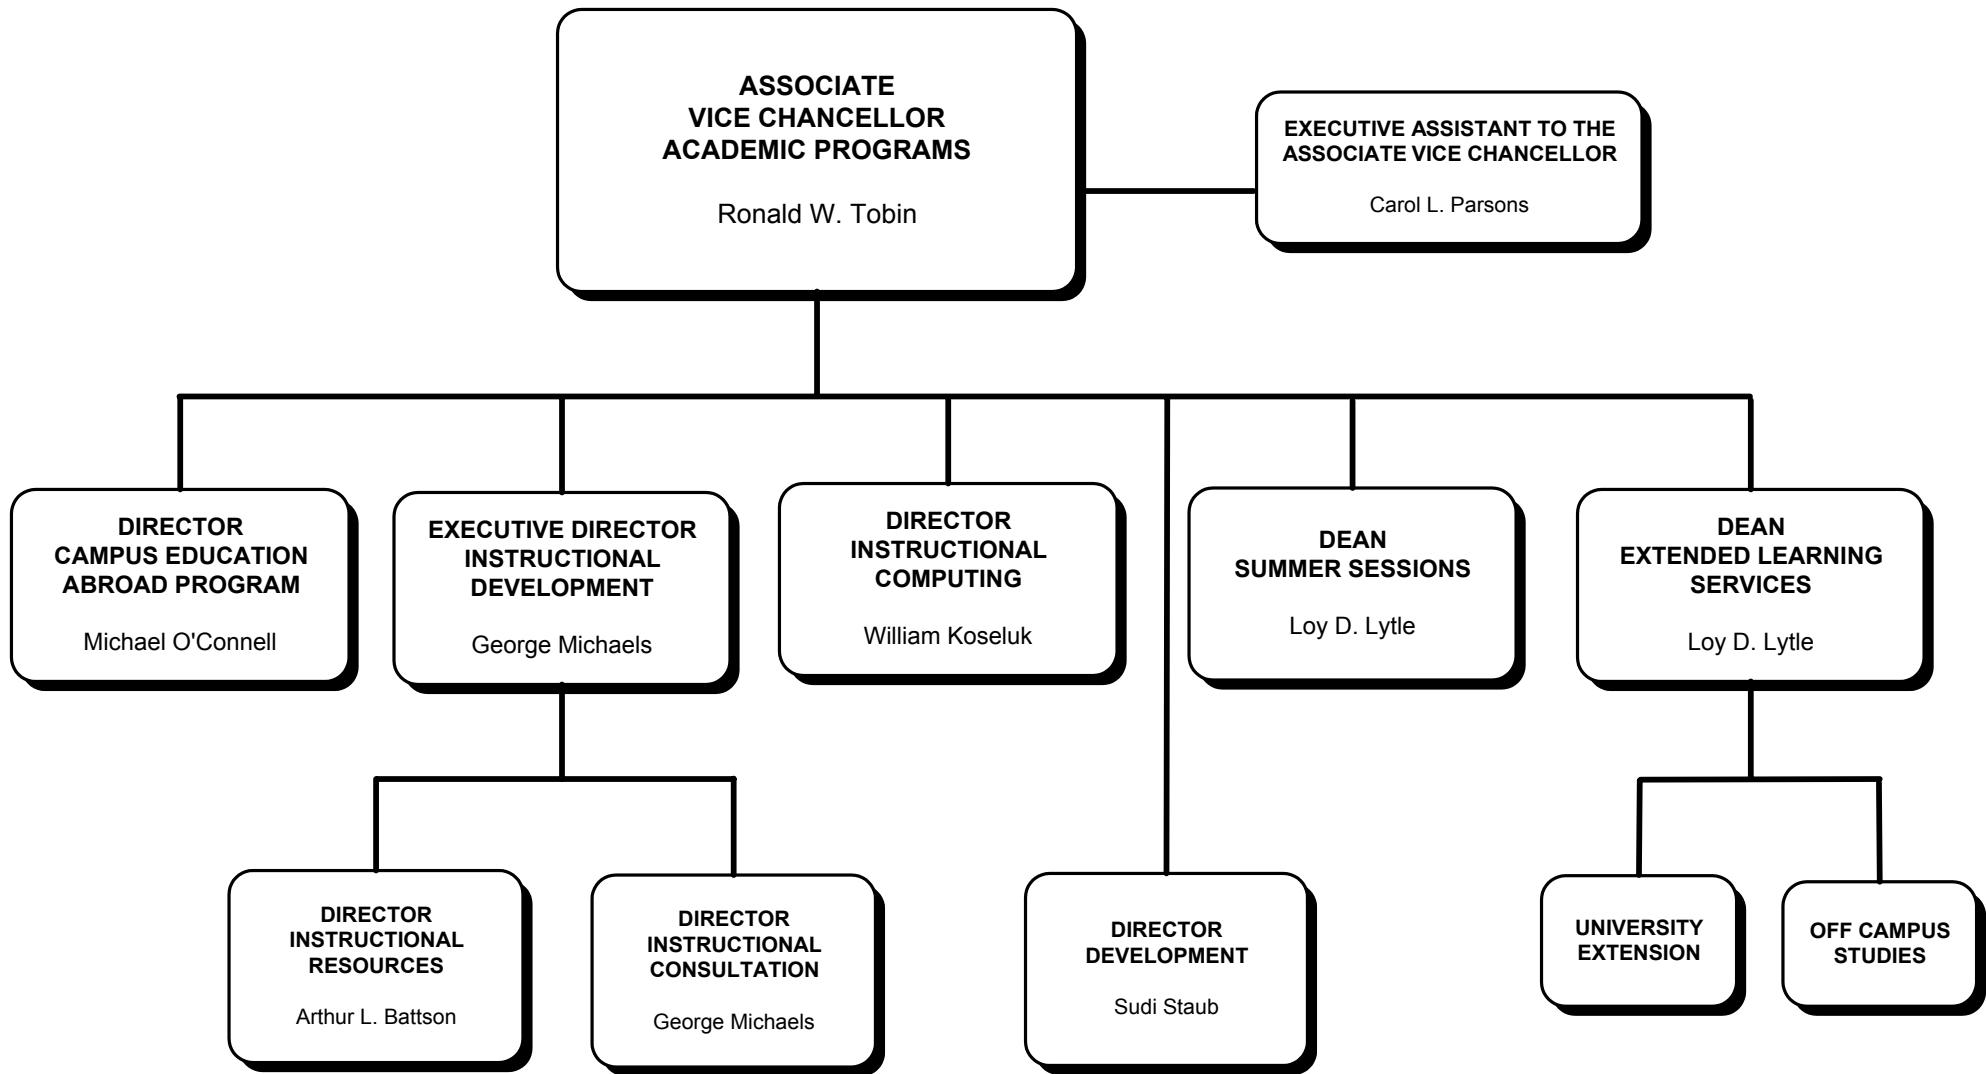 ASSOCIATE
VICE CHANCELLOR
ACADEMIC PROGRAMS
Ronald W. Tobin
EXECUTIVE ASSISTANT TO THE
ASSOCIATE VICE CHANCELLOR
Carol L. Parsons
DIRECTOR
CAMPUS EDUCATION
ABROAD PROGRAM
Michael O'Connell
EXECUTIVE DIRECTOR
INSTRUCTIONAL
DEVELOPMENT
George Michaels
DIRECTOR
INSTRUCTIONAL
COMPUTING
William Koseluk
DEAN
SUMMER SESSIONS
Loy D. Lytle
DEAN
EXTENDED LEARNING
SERVICES
Loy D. Lytle
DIRECTOR
INSTRUCTIONAL
RESOURCES
Arthur L. Battson
DIRECTOR
INSTRUCTIONAL
CONSULTATION
George Michaels
DIRECTOR
DEVELOPMENT
Sudi Staub
UNIVERSITY
EXTENSION
OFF CAMPUS
STUDIES